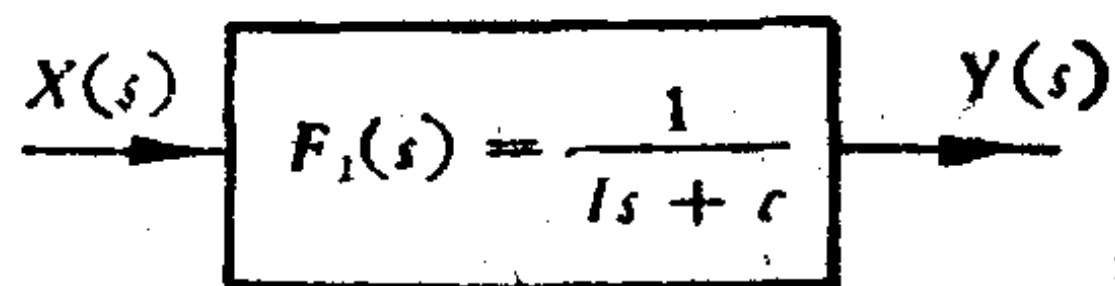 X(s)
F₁(s) = 1/(Is + c)
Y(s)